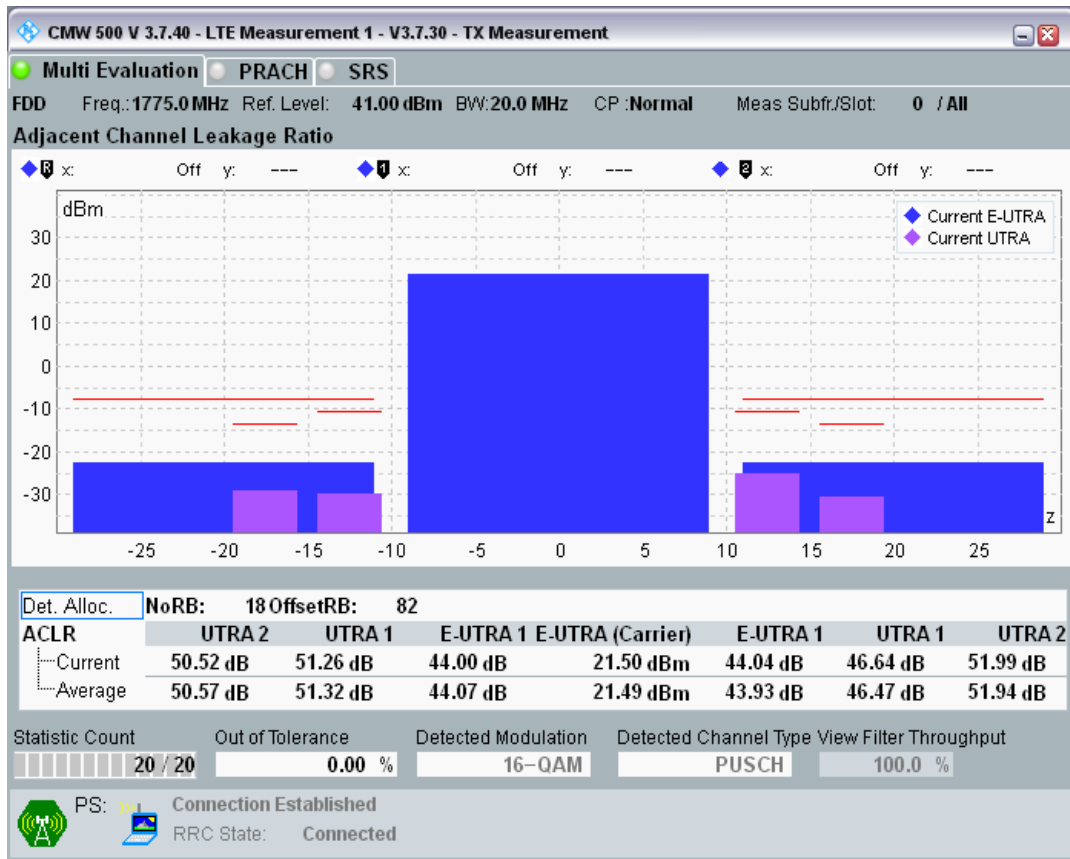 CMW 500 V 3.7.40 - LTE Measurement 1 - V3.7.30 - TX Measurement
Multi Evaluation PRACH SRS
FDD Freq.:1775.0 MHz Ref. Level: 41.00 dBm BW:20.0 MHz CP :Normal Meas Subfr./Slot: 0 / All
Adjacent Channel Leakage Ratio
R x: Off y: --- 1 x: Off y: --- 2 x: Off y: ---
dBm
Current E-UTRA
Current UTRA
30
20
10
0
-10
-20
-30
z
-25 -20 -15 -10 -5 0 5 10 15 20 25
Det. Alloc. NoRB: 18 OffsetRB: 82
ACLR UTRA 2 UTRA 1 E-UTRA 1 E-UTRA (Carrier) E-UTRA 1 UTRA 1 UTRA 2
Current 50.52 dB 51.26 dB 44.00 dB 21.50 dBm 44.04 dB 46.64 dB 51.99 dB
Average 50.57 dB 51.32 dB 44.07 dB 21.49 dBm 43.93 dB 46.47 dB 51.94 dB
Statistic Count Out of Tolerance Detected Modulation Detected Channel Type View Filter Throughput
20 / 20 0.00 % 16-QAM PUSCH 100.0 %
PS: Connection Established
RRC State: Connected